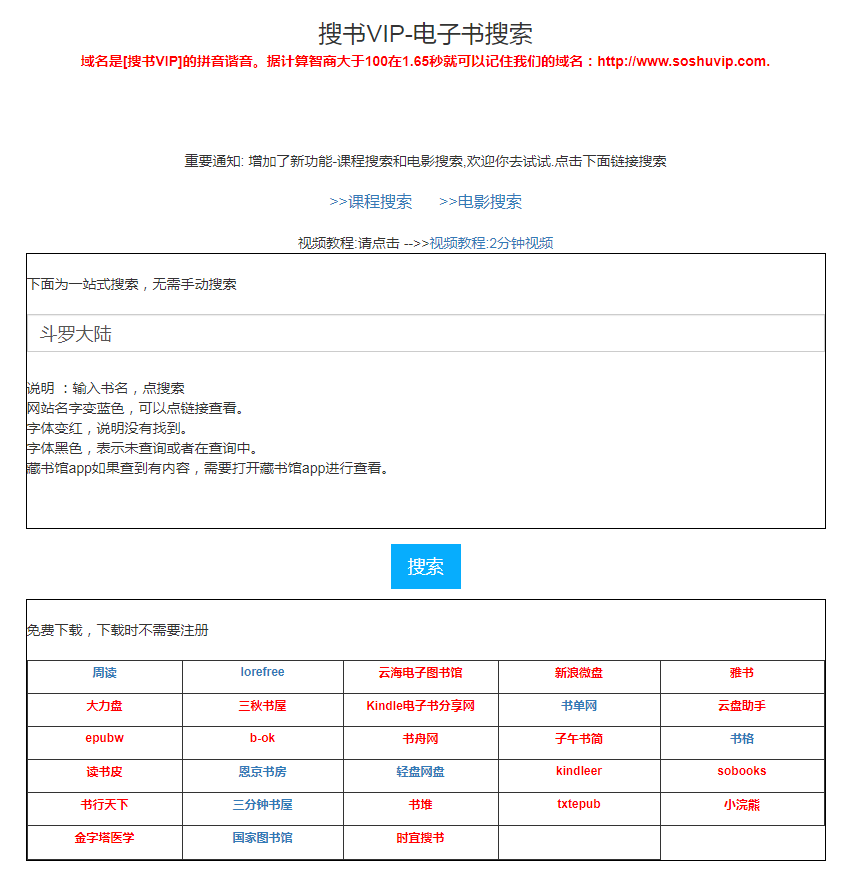 搜书VIP-电子书搜索
域名是[搜书VIP]的拼音谐音。据计算智商大于100在1.65秒就可以记住我们的域名：http://www.soshuvip.com.
重要通知: 增加了新功能-课程搜索和电影搜索,欢迎你去试试.点击下面链接搜索
>>课程搜索 >>电影搜索
视频教程:请点击 -->>视频教程:2分钟视频
下面为一站式搜索，无需手动搜索
斗罗大陆
说明 ：输入书名，点搜索
网站名字变蓝色，可以点链接查看。
字体变红，说明没有找到。
字体黑色，表示未查询或者在查询中。
藏书馆app如果查到有内容，需要打开藏书馆app进行查看。
搜索
免费下载，下载时不需要注册
周读 lorefree 云海电子图书馆 新浪微盘 雅书
大力盘 三秋书屋 Kindle电子书分享网 书单网 云盘助手
epubw b-ok 书舟网 子午书简 书格
读书皮 恩京书房 轻盘网盘 kindleer sobooks
书行天下 三分钟书屋 书堆 txtepub 小浣熊
金字塔医学 国家图书馆 时宜搜书